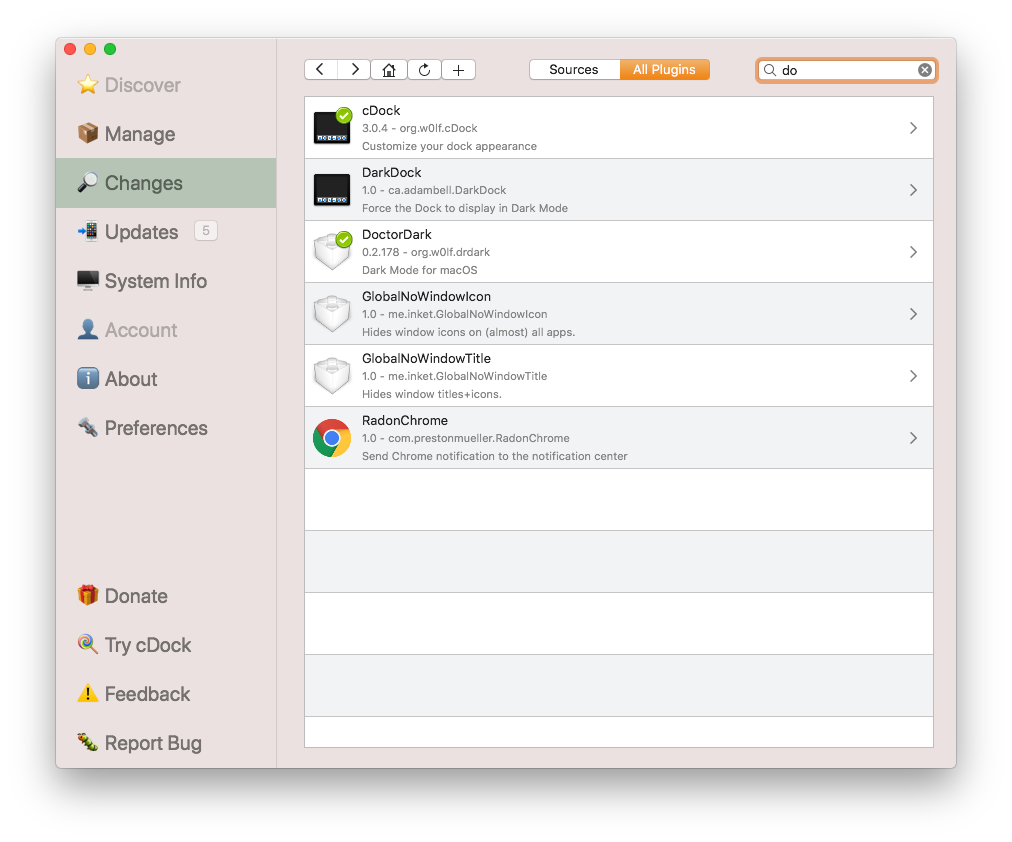 Discover
Manage
Changes
Updates 5
System Info
Account
About
Preferences
Donate
Try cDock
Feedback
Report Bug
Sources
All Plugins
do
cDock
3.0.4 - org.w0lf.cDock
Customize your dock appearance
DarkDock
1.0 - ca.adambell.DarkDock
Force the Dock to display in Dark Mode
DoctorDark
0.2.178 - org.w0lf.drdark
Dark Mode for macOS
GlobalNoWindowIcon
1.0 - me.inket.GlobalNoWindowIcon
Hides window icons on (almost) all apps.
GlobalNoWindowTitle
1.0 - me.inket.GlobalNoWindowTitle
Hides window titles+icons.
RadonChrome
1.0 - com.prestonmueller.RadonChrome
Send Chrome notification to the notification center